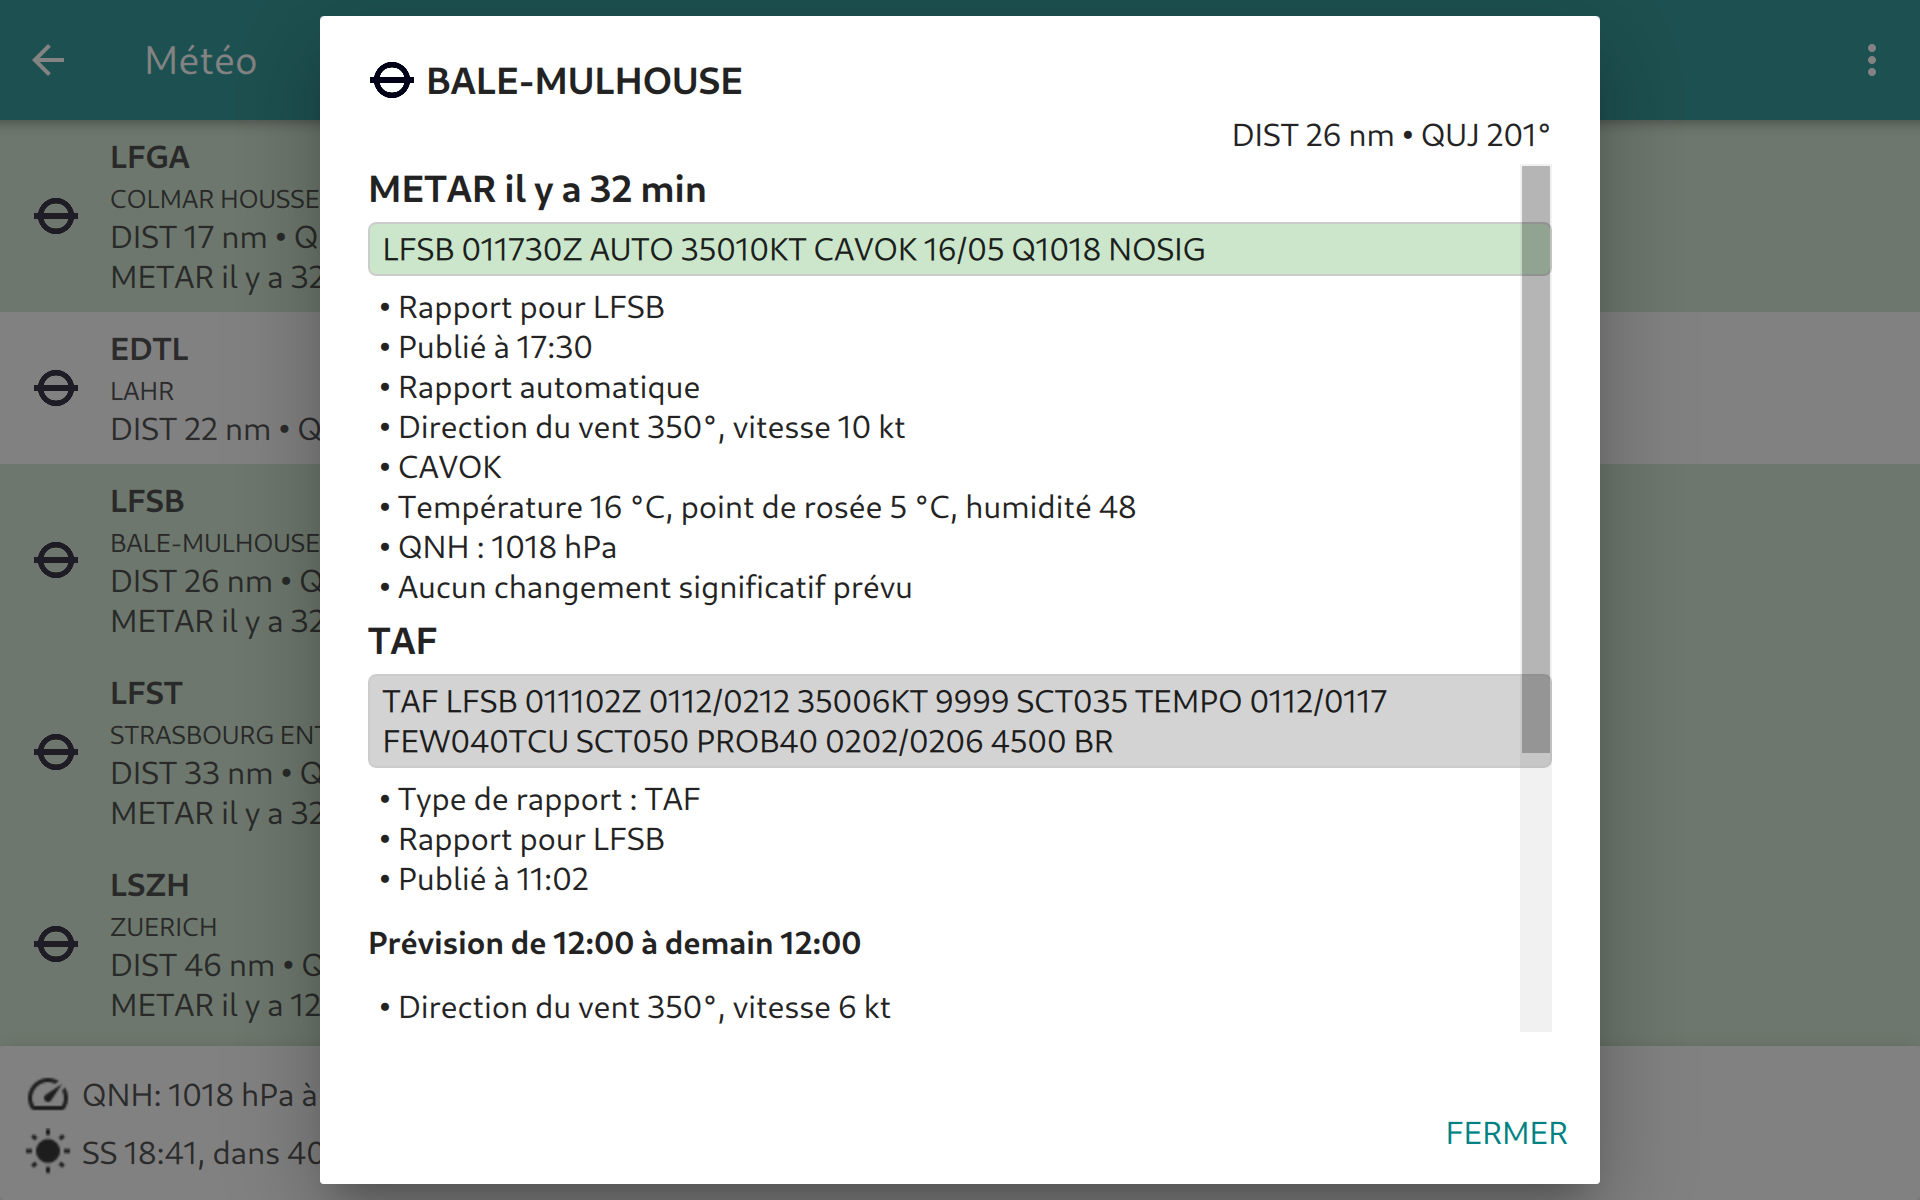 Météo
LFGA
COLMAR HOUSSE
DIST 17 nm • Q
METAR il y a 32
EDTL
LAHR
DIST 22 nm • Q
LFSB
BALE-MULHOUSE
DIST 26 nm • Q
METAR il y a 32
LFST
STRASBOURG ENT
DIST 33 nm • Q
METAR il y a 32
LSZH
ZUERICH
DIST 46 nm • Q
METAR il y a 12
QNH: 1018 hPa à
SS 18:41, dans 40
BALE-MULHOUSE
DIST 26 nm • QUJ 201°
METAR il y a 32 min
LFSB 011730Z AUTO 35010KT CAVOK 16/05 Q1018 NOSIG
• Rapport pour LFSB
• Publié à 17:30
• Rapport automatique
• Direction du vent 350°, vitesse 10 kt
• CAVOK
• Température 16 °C, point de rosée 5 °C, humidité 48
• QNH : 1018 hPa
• Aucun changement significatif prévu
TAF
TAF LFSB 011102Z 0112/0212 35006KT 9999 SCT035 TEMPO 0112/0117
FEW040TCU SCT050 PROB40 0202/0206 4500 BR
• Type de rapport : TAF
• Rapport pour LFSB
• Publié à 11:02
Prévision de 12:00 à demain 12:00
• Direction du vent 350°, vitesse 6 kt
FERMER